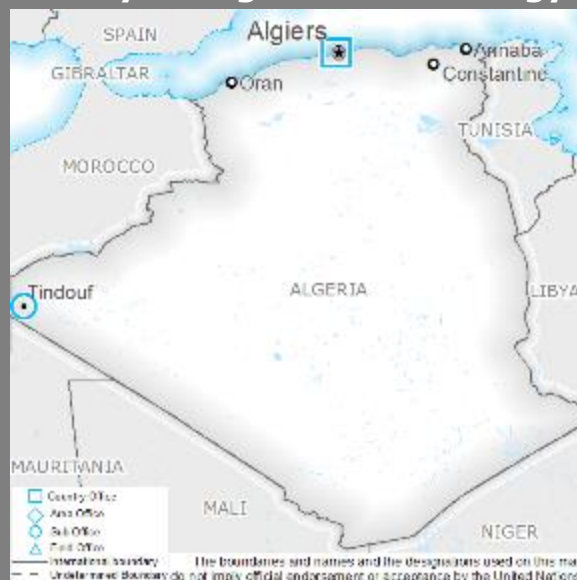 SPAIN
Algiers
Annaba
GIBRALTAR
Oran
Constantine
TUNISIA
MOROCCO
Tindouf
ALGERIA
LIBYA
MAURITANIA
MALI
NIGER
Country Office
Area Office
Sub Office
Field Office
International boundary
Undetermined Boundary
The boundaries and names and the designations used on this ma
do not imply official endorsement or acceptance by the United Nation